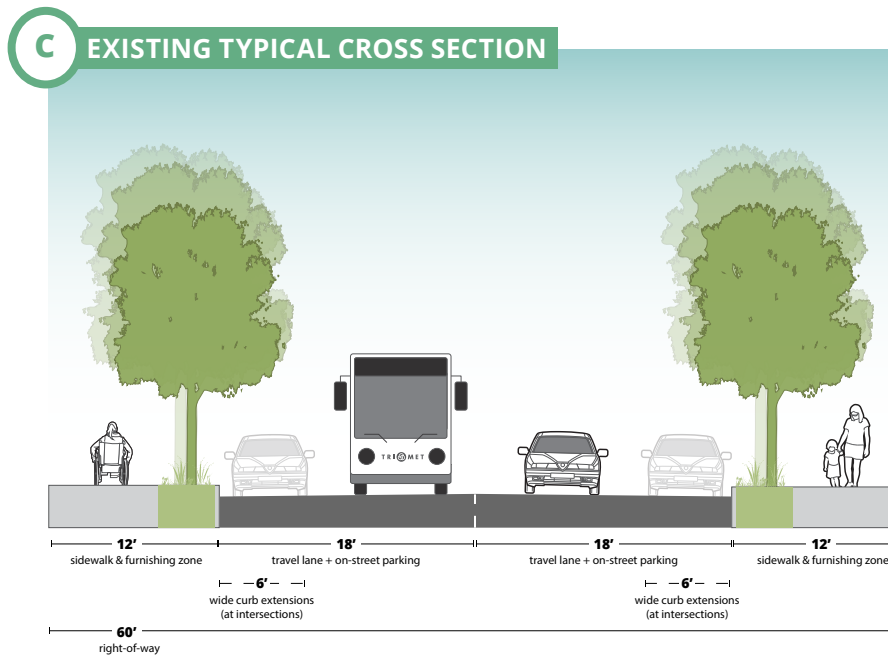 C EXISTING TYPICAL CROSS SECTION
TRIMET
12’ 18’ 18’ 12’
sidewalk & furnishing zone travel lane + on-street parking travel lane + on-street parking sidewalk & furnishing zone
6’ 6’
wide curb extensions wide curb extensions
(at intersections) (at intersections)
60’
right-of-way